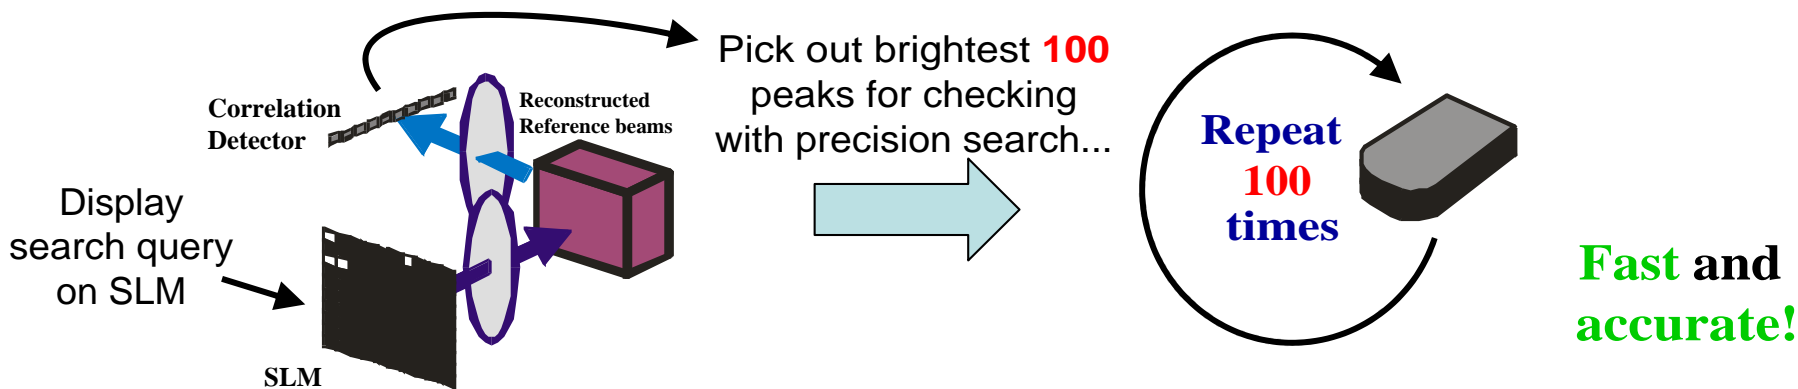 Display
search query
on SLM
SLM
Correlation
Detector
Reconstructed
Reference beams
Pick out brightest 100
peaks for checking
with precision search...
Repeat
100
times
Fast and
accurate!